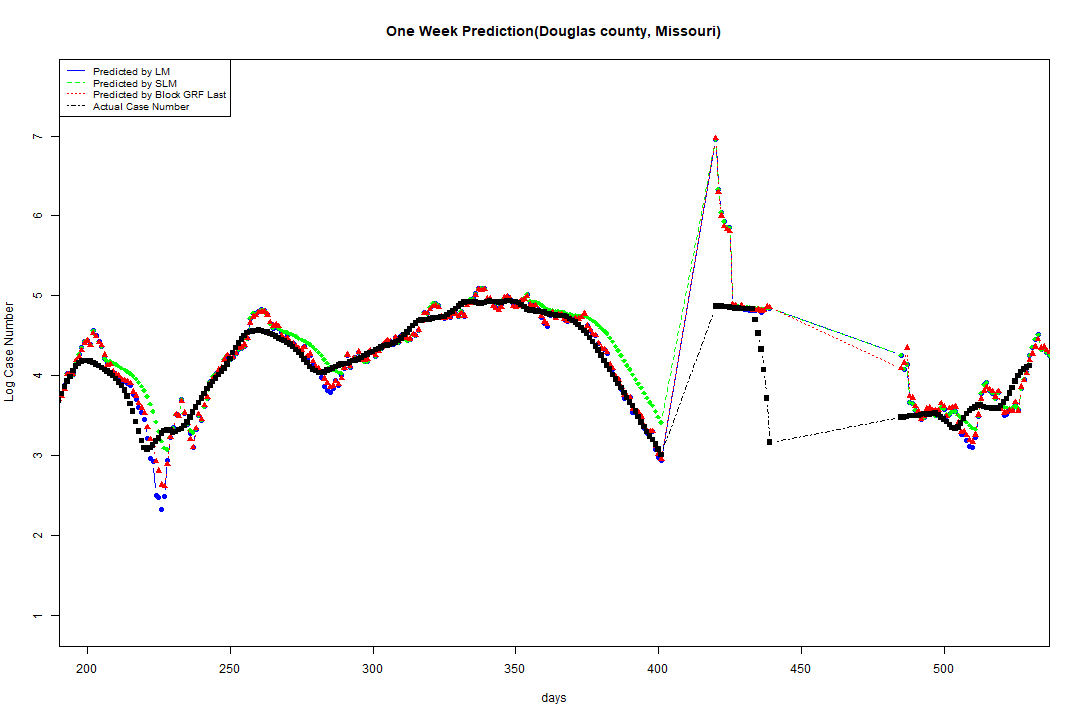 One Week Prediction(Douglas county, Missouri)
Predicted by LM
Predicted by SLM
Predicted by Block GRF Last
Actual Case Number
7
6
5
4
3
2
1
Log Case Number
200 250 300 350 400 450 500
days